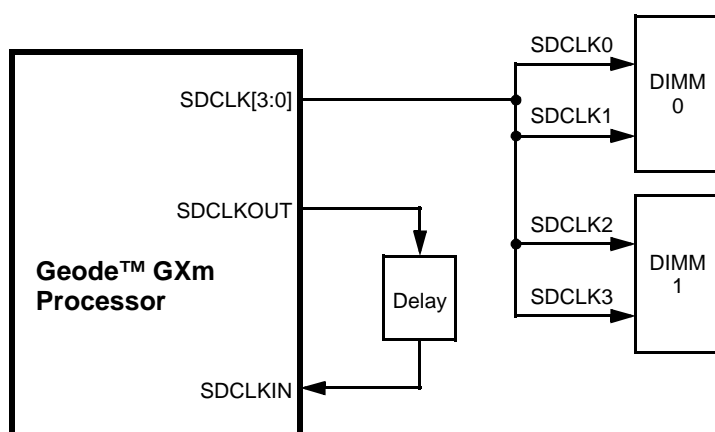 SDCLK[3:0]
SDCLKOUT
Geode™ GXm
Processor
SDCLKIN
Delay
SDCLK0
SDCLK1
DIMM
0
SDCLK2
SDCLK3
DIMM
1